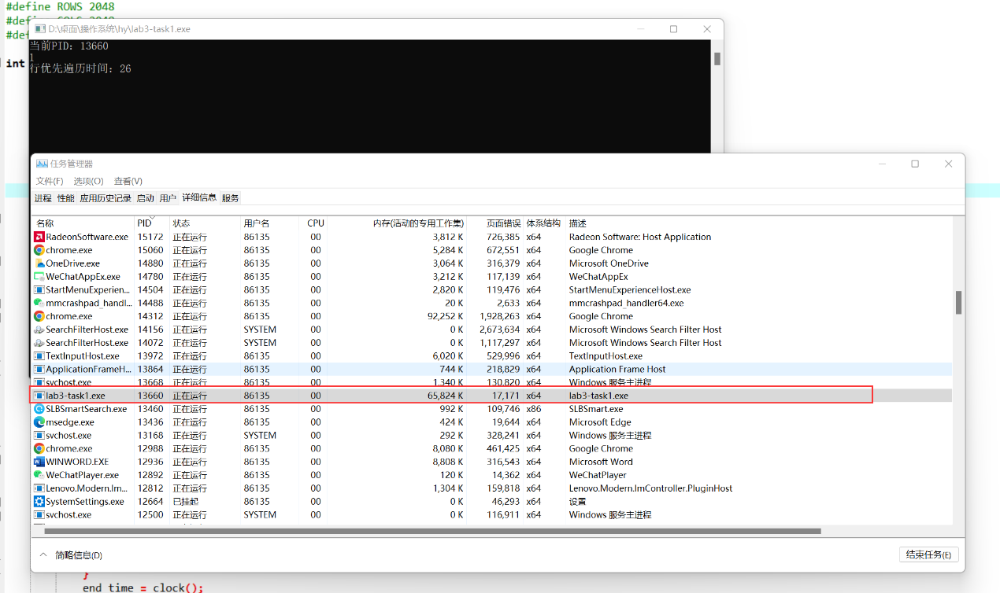 #define ROWS 2048
D:\桌面\操作系统\hy\lab3-task1.exe
当前PID: 13660
int
1
行优先遍历时间: 26
任务管理器
文件(F) 选项(O) 查看(V)
进程 性能 应用历史记录 启动 用户 详细信息 服务
名称 PID 状态 用户名 CPU 内存(活动的专用工作集) 页面错误 体系结构 描述
RadeonSoftware.exe 15172 正在运行 86135 00 3,812 K 726,385 x64 Radeon Software: Host Application
chrome.exe 15060 正在运行 86135 00 5,284 K 672,551 x64 Google Chrome
OneDrive.exe 14880 正在运行 86135 00 3,064 K 316,379 x64 Microsoft OneDrive
WeChatAppEx.exe 14780 正在运行 86135 00 3,212 K 117,139 x64 WeChatAppEx
StartMenuExperien... 14504 正在运行 86135 00 2,820 K 119,476 x64 StartMenuExperienceHost.exe
mmcrashpad_handl... 14488 正在运行 86135 00 20 K 2,633 x64 mmcrashpad_handler64.exe
chrome.exe 14312 正在运行 86135 00 92,252 K 1,928,263 x64 Google Chrome
SearchFilterHost.exe 14156 正在运行 SYSTEM 00 0 K 2,673,634 x64 Microsoft Windows Search Filter Host
SearchFilterHost.exe 14072 正在运行 SYSTEM 00 0 K 1,117,297 x64 Microsoft Windows Search Filter Host
TextInputHost.exe 13972 正在运行 86135 00 6,020 K 529,996 x64 TextInputHost.exe
ApplicationFrameH... 13864 正在运行 86135 00 744 K 218,829 x64 Application Frame Host
svchost.exe 13668 正在运行 86135 00 1,340 K 130,820 x64 Windows 服务主进程
lab3-task1.exe 13660 正在运行 86135 00 65,824 K 17,171 x64 lab3-task1.exe
SLBSmartSearch.exe 13460 正在运行 86135 00 992 K 109,746 x86 SLBSmart.exe
msedge.exe 13436 正在运行 86135 00 424 K 19,644 x64 Microsoft Edge
svchost.exe 13168 正在运行 SYSTEM 00 292 K 328,241 x64 Windows 服务主进程
chrome.exe 12988 正在运行 86135 00 8,080 K 461,425 x64 Google Chrome
WINWORD.EXE 12936 正在运行 86135 00 8,808 K 316,543 x64 Microsoft Word
WeChatPlayer.exe 12892 正在运行 86135 00 120 K 14,362 x64 WeChatPlayer
Lenovo.Modern.Im... 12812 正在运行 86135 00 1,304 K 159,818 x64 Lenovo.Modern.ImController.PluginHost
SystemSettings.exe 12664 已挂起 86135 00 0 K 46,293 x64 设置
svchost.exe 12500 正在运行 SYSTEM 00 0 K 116,911 x64 Windows 服务主进程
简略信息(D) 结束任务(E)
}
end_time = clock();